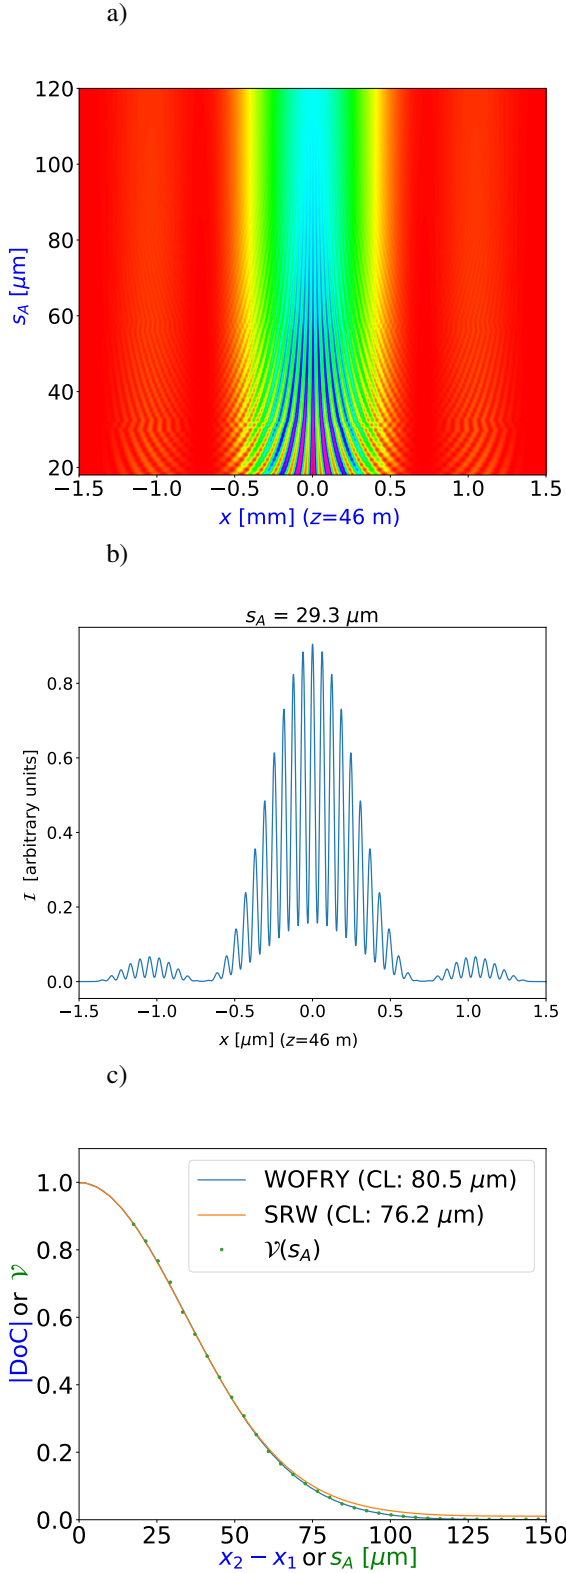 a)
120
100
80
60
40
20
s_A [μm]
−1.5 −1.0 −0.5 0.0 0.5 1.0 1.5
x [mm] (z=46 m)
b)
s_A = 29.3 μm
0.8
0.6
0.4
0.2
0.0
ℐ [arbitrary units]
−1.5 −1.0 −0.5 0.0 0.5 1.0 1.5
x [μm] (z=46 m)
c)
WOFRY (CL: 80.5 μm)
SRW (CL: 76.2 μm)
𝒱(s_A)
1.0
0.8
0.6
0.4
0.2
0.0
|DoC| or 𝒱
0 25 50 75 100 125 150
x₂ − x₁ or s_A [μm]